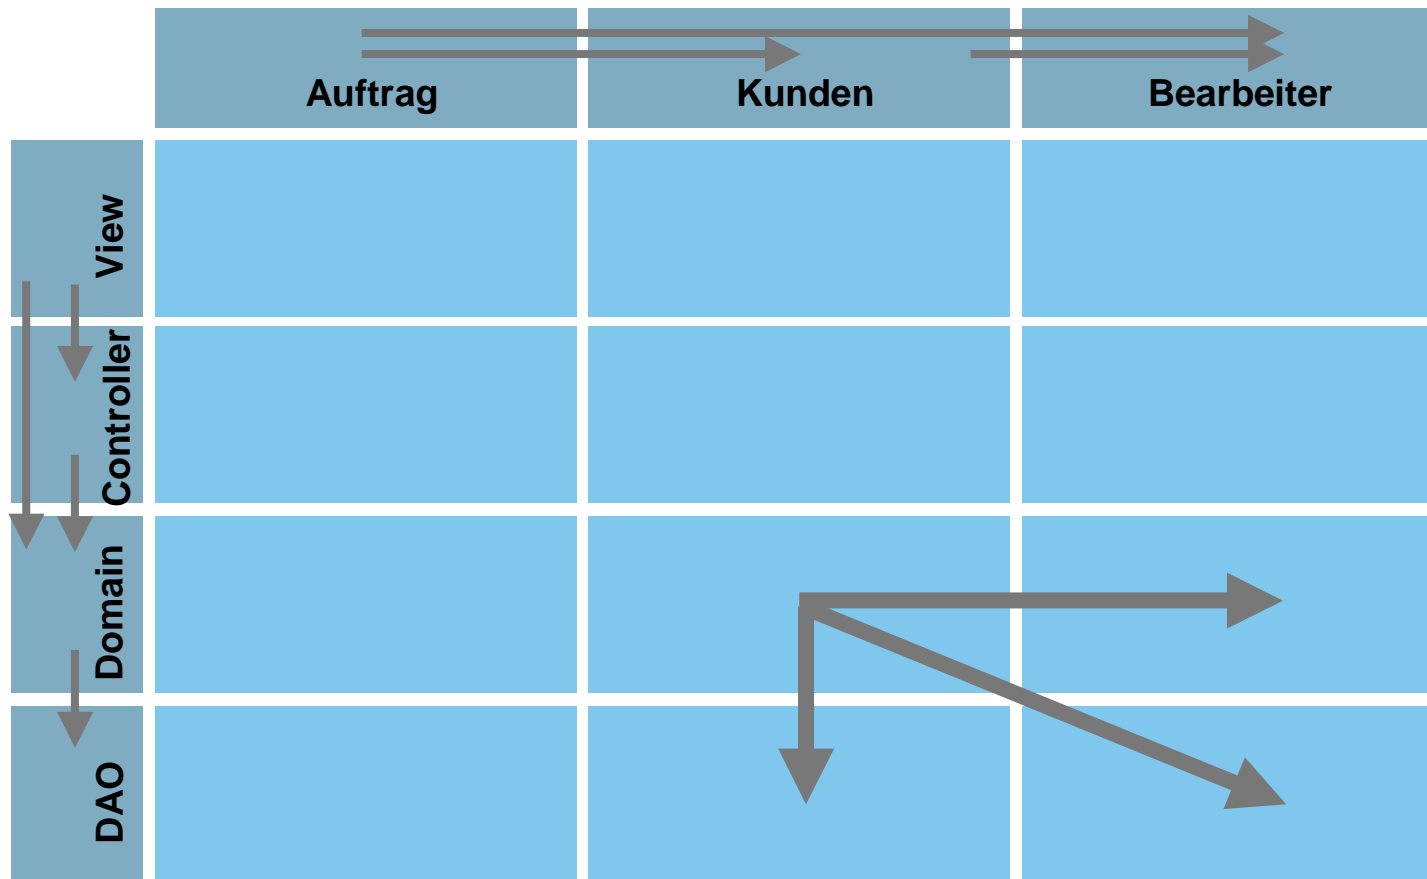 Auftrag
Kunden
Bearbeiter
View
Controller
Domain
DAO